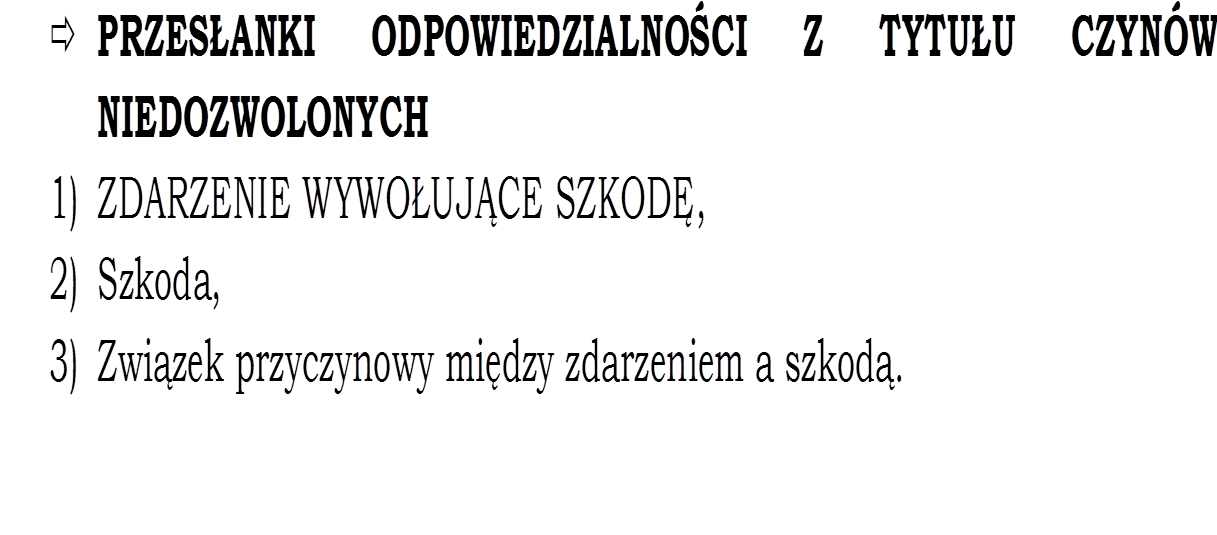 ⇨ PRZESŁANKI ODPOWIEDZIALNOŚCI Z TYTUŁU CZYNÓW
NIEDOZWOLONYCH
1) ZDARZENIE WYWOŁUJĄCE SZKODĘ,
2) Szkoda,
3) Związek przyczynowy między zdarzeniem a szkodą.